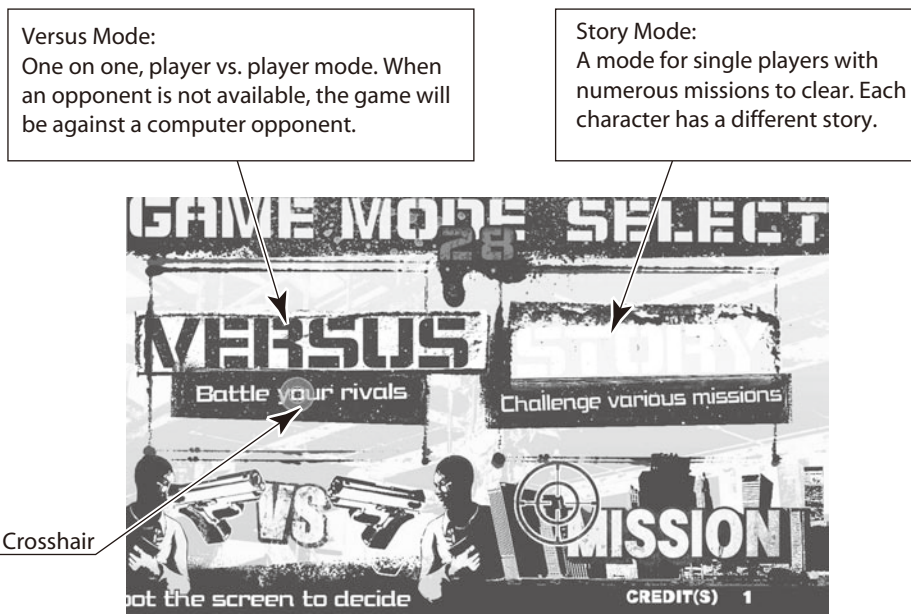 Versus Mode:
One on one, player vs. player mode. When
an opponent is not available, the game will
be against a computer opponent.
Story Mode:
A mode for single players with
numerous missions to clear. Each
character has a different story.
GAME MODE SELECT
28
VERSUS
Battle your rivals
STORY
Challenge various missions
VS
MISSION
Crosshair
oot the screen to decide
CREDIT(S) 1